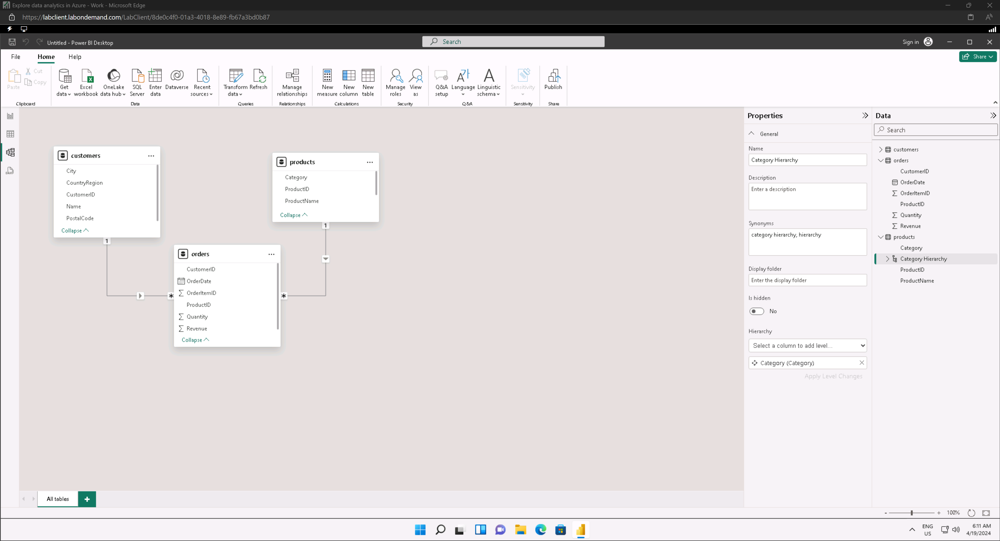 Explore data analytics in Azure - Work - Microsoft Edge
https://labclient.labondemand.com/LabClient/8de0c4f0-01a3-4018-8e89-fb67a3bd0b87
Untitled - Power BI Desktop
Search
Sign in
File
Home
Help
Share
Paste
Cut
Copy
Clipboard
Get data
Excel workbook
OneLake data hub
SQL Server
Enter data
Dataverse
Recent sources
Data
Transform data
Refresh
Queries
Manage relationships
Relationships
New measure
New column
New table
Calculations
Manage roles
View as
Security
Q&A setup
Language
Linguistic schema
Q&A
Sensitivity
Sensitivity
Publish
Share
customers
City
CountryRegion
CustomerID
Name
PostalCode
Collapse
1
products
Category
ProductID
ProductName
Collapse
1
orders
CustomerID
OrderDate
OrderItemID
ProductID
Quantity
Revenue
Collapse
*
*
Properties
General
Name
Category Hierarchy
Description
Enter a description
Synonyms
category hierarchy, hierarchy
Display folder
Enter the display folder
Is hidden
No
Hierarchy
Select a column to add level...
Category (Category)
Apply Level Changes
Data
Search
customers
orders
CustomerID
OrderDate
OrderItemID
ProductID
Quantity
Revenue
products
Category
Category Hierarchy
ProductID
ProductName
All tables
+
- + 100%
ENG
US
6:11 AM
4/19/2024